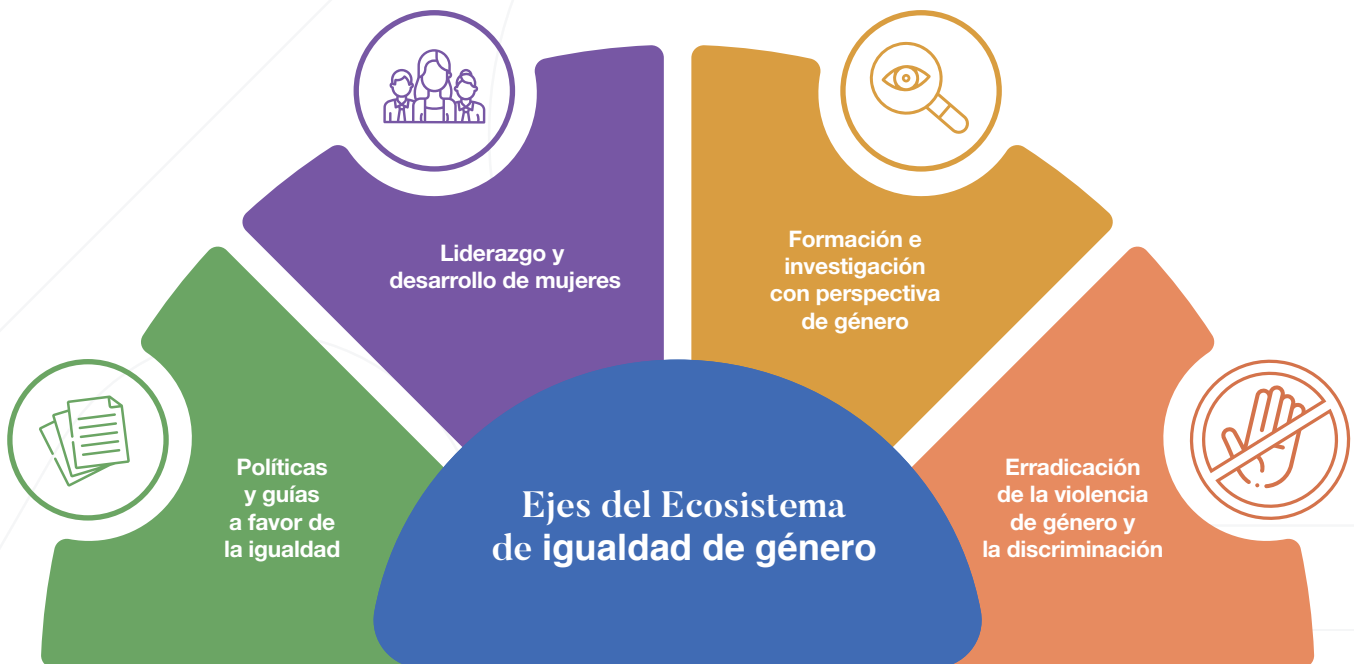 Liderazgo y
desarrollo de mujeres
Formación e
investigación
con perspectiva
de género
Políticas
y guías
a favor de
la igualdad
Ejes del Ecosistema
de igualdad de género
Erradicación
de la violencia
de género y
la discriminación